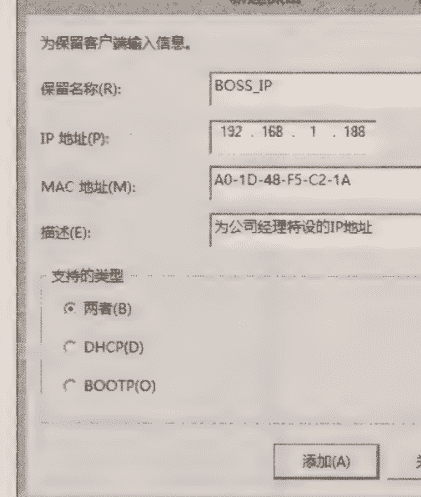 为保留客户端输入信息。
保留名称(R):
BOSS_IP
IP 地址(P):
192 . 168 . 1 . 188
MAC 地址(M):
A0-1D-48-F5-C2-1A
描述(E):
为公司经理特设的IP地址
支持的类型
两者(B)
DHCP(D)
BOOTP(O)
添加(A)